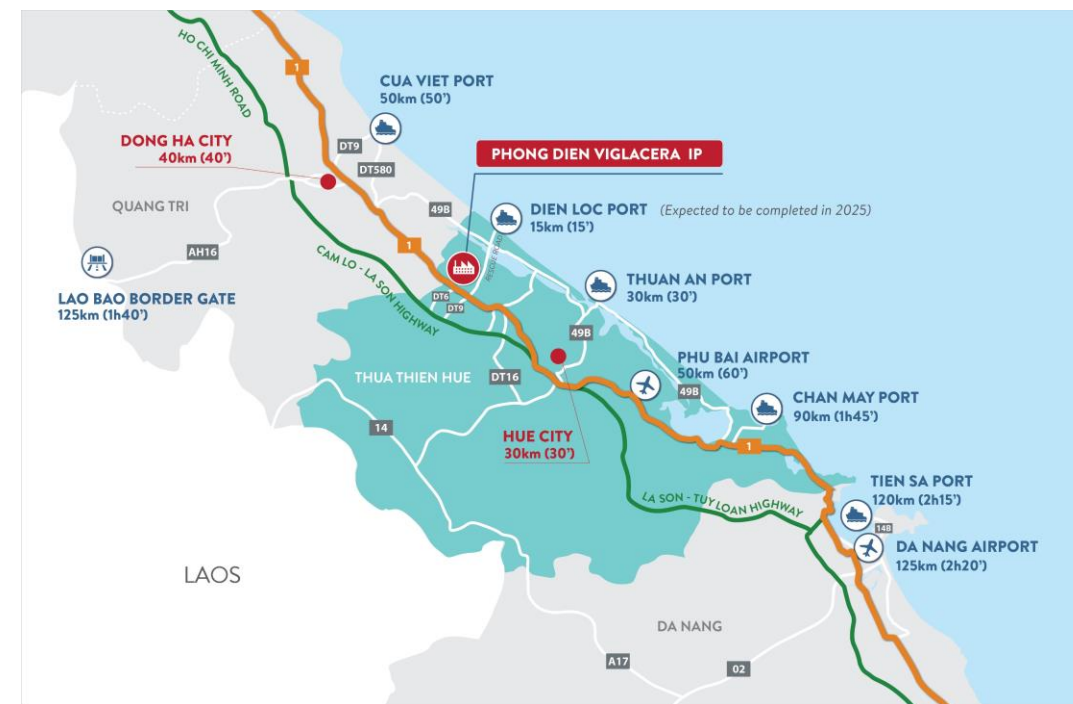 HO CHI MINH ROAD
1
CUA VIET PORT
50km (50')
DT9
DONG HA CITY
40km (40')
DT580
PHONG DIEN VIGLACERA IP
QUANG TRI
49B
DIEN LOC PORT (Expected to be completed in 2025)
15km (15')
1
AH16
CAM LO - LA SON HIGHWAY
LAO BAO BORDER GATE
125km (1h40')
THUAN AN PORT
30km (30')
DT6
DT9
49B
PHU BAI AIRPORT
50km (60')
THUA THIEN HUE
DT16
49B
CHAN MAY PORT
90km (1h45')
14
HUE CITY
30km (30')
1
TIEN SA PORT
120km (2h15')
LA SON - TUY LOAN HIGHWAY
14B
DA NANG AIRPORT
125km (2h20')
LAOS
DA NANG
A17
02